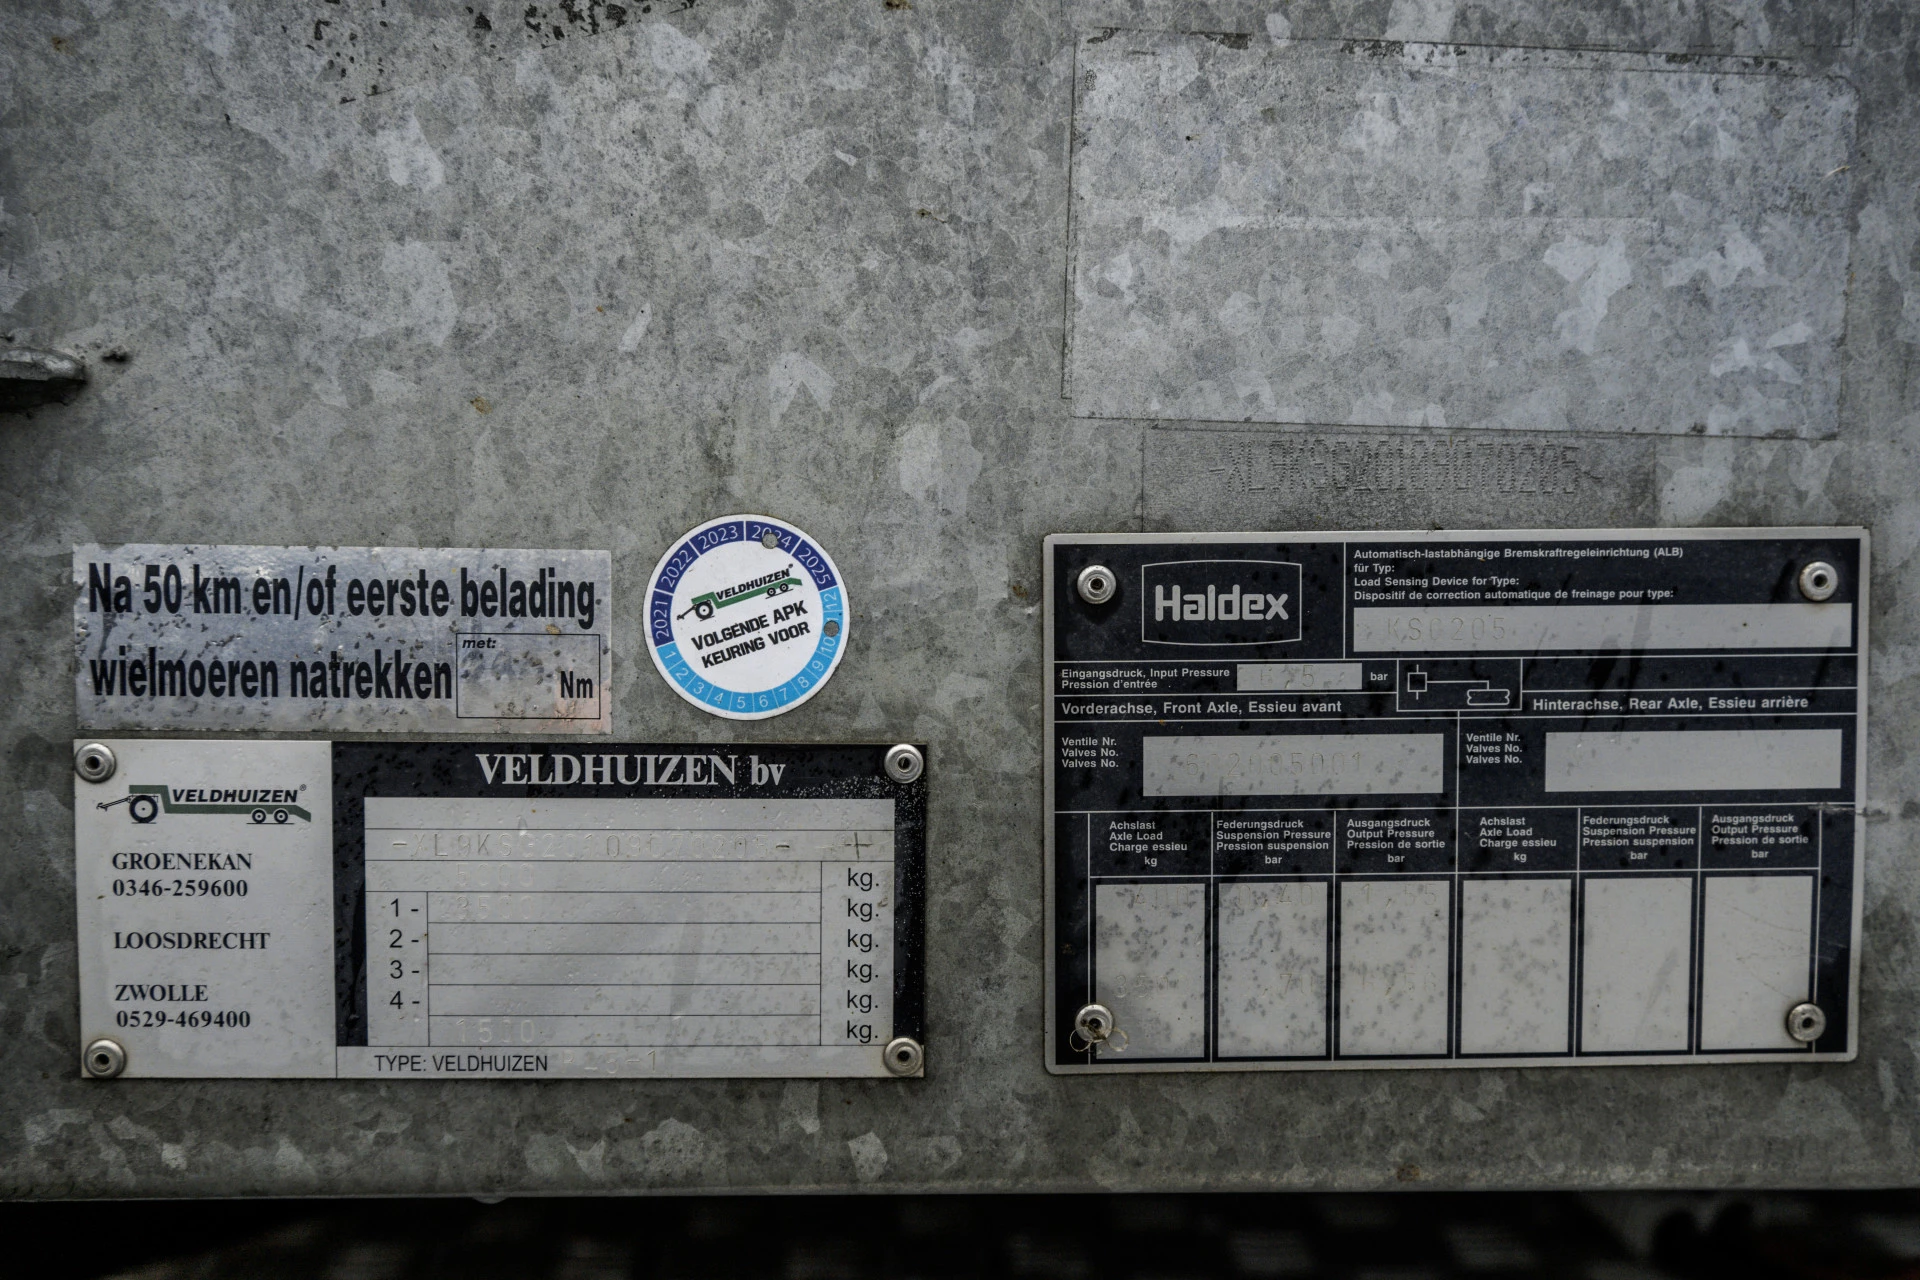 Na 50 km en/of eerste belading
wielmoeren natrekken
met:
Nm
2021 2022 2023 2024 2025
1 2 3 4 5 6 7 8 9 10 11 12
VELDHUIZEN®
VOLGENDE APK
KEURING VOOR
VELDHUIZEN®
GROENEKAN
0346-259600
LOOSDRECHT
ZWOLLE
0529-469400
VELDHUIZEN bv
kg.
1 - kg.
2 - kg.
3 - kg.
4 - kg.
1500 kg.
TYPE: VELDHUIZEN
Haldex
Automatisch-lastabhängige Bremskraftregeleinrichtung (ALB)
für Typ:
Load Sensing Device for Type:
Dispositif de correction automatique de freinage pour type:
Eingangsdruck, Input Pressure
Pression d'entrée
bar
Vorderachse, Front Axle, Essieu avant
Hinterachse, Rear Axle, Essieu arrière
Ventile Nr.
Valves No.
Valves No.
Ventile Nr.
Valves No.
Valves No.
Achslast
Axle Load
Charge essieu
kg
Federungsdruck
Suspension Pressure
Pression suspension
bar
Ausgangsdruck
Output Pressure
Pression de sortie
bar
Achslast
Axle Load
Charge essieu
kg
Federungsdruck
Suspension Pressure
Pression suspension
bar
Ausgangsdruck
Output Pressure
Pression de sortie
bar